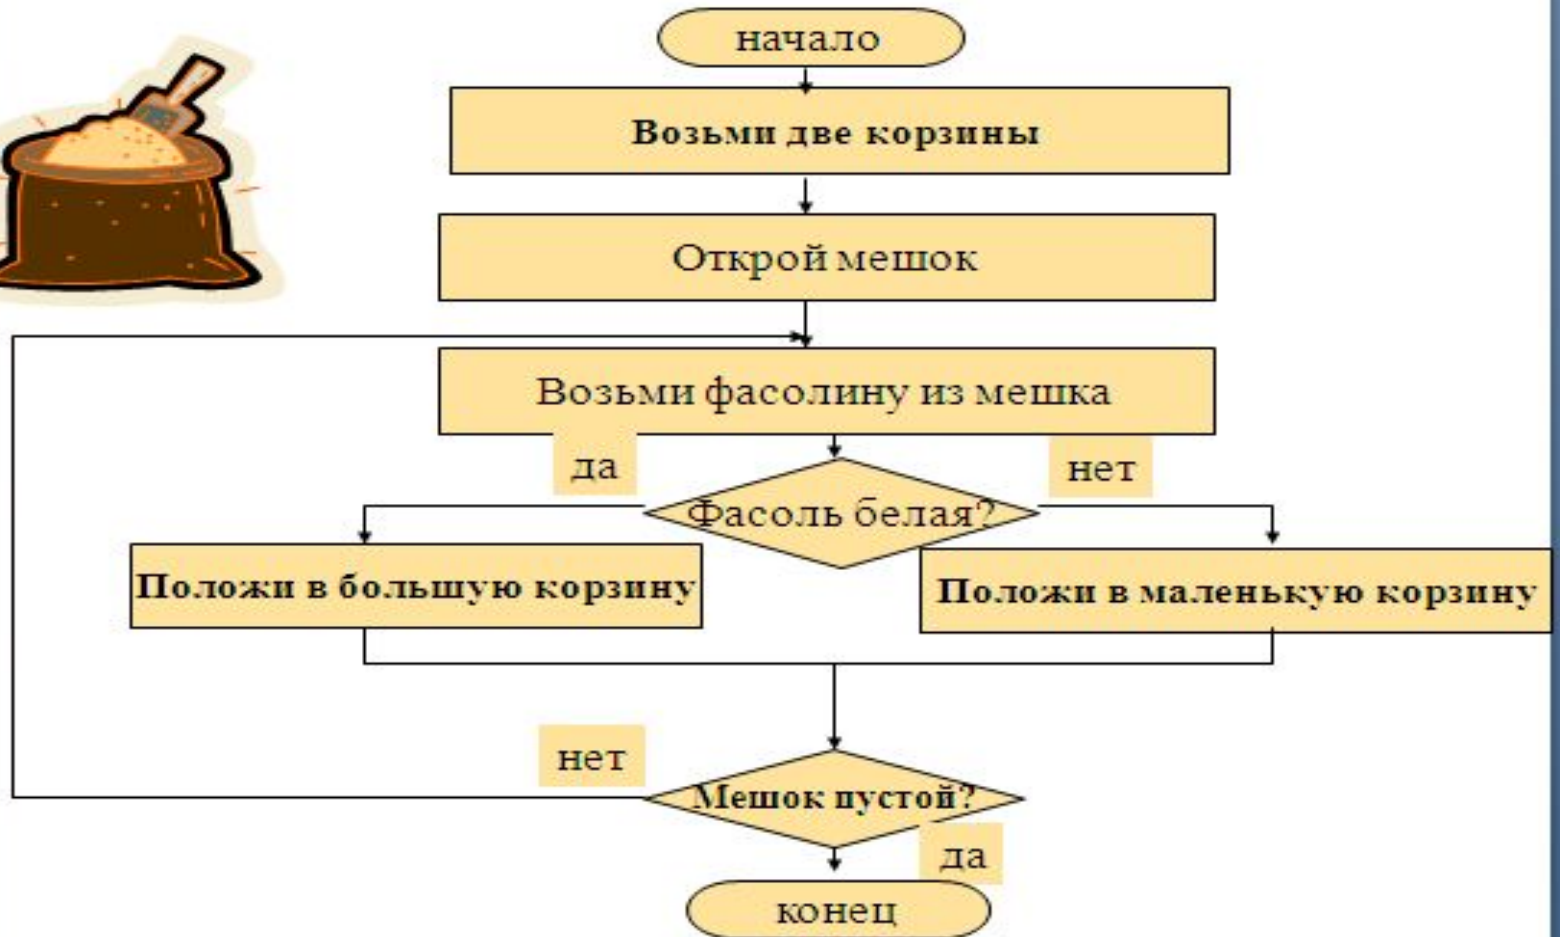 начало
Возьми две корзины
Открой мешок
Возьми фасолину из мешка
да
нет
Фасоль белая?
Положи в большую корзину
Положи в маленькую корзину
нет
Мешок пустой?
да
конец